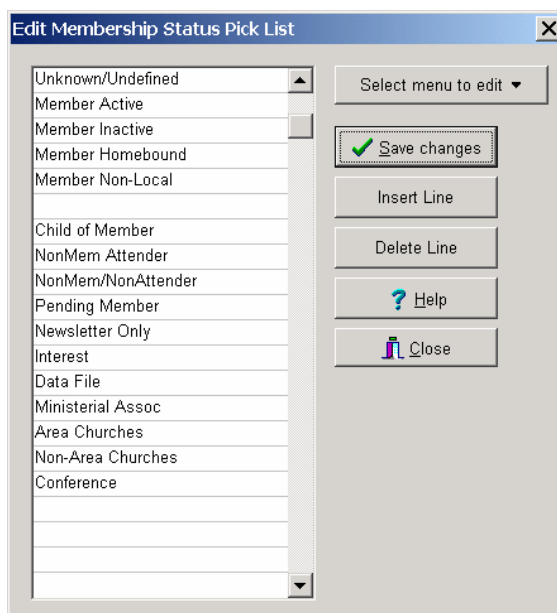 Edit Membership Status Pick List
Unknown/Undefined
Member Active
Member Inactive
Member Homebound
Member Non-Local
Child of Member
NonMem Attender
NonMem/NonAttender
Pending Member
Newsletter Only
Interest
Data File
Ministerial Assoc
Area Churches
Non-Area Churches
Conference
Select menu to edit
Save changes
Insert Line
Delete Line
? Help
Close